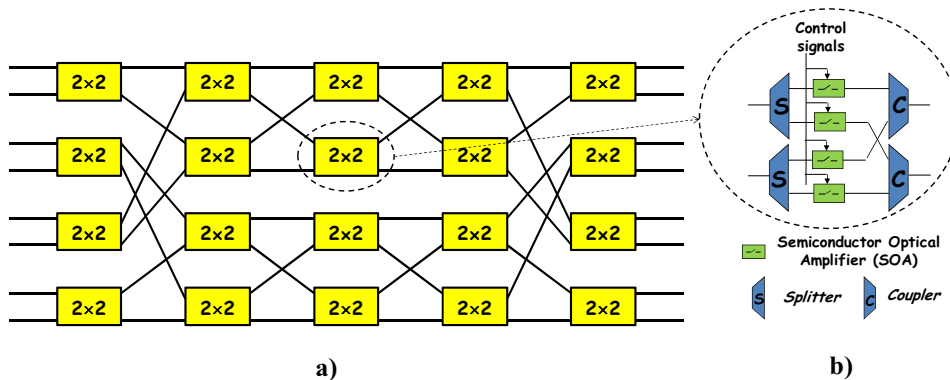 2×2 2×2 2×2 2×2 2×2
2×2 2×2 2×2 2×2 2×2
2×2 2×2 2×2 2×2 2×2
2×2 2×2 2×2 2×2 2×2
a)
Control
signals
S
C
S
C
Semiconductor Optical
Amplifier (SOA)
S Splitter
C Coupler
b)